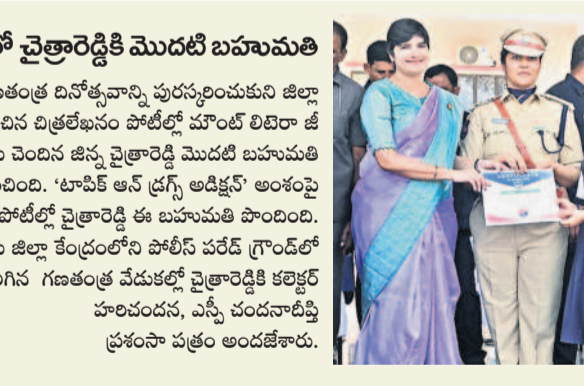 చైత్రారెడ్డికి మొదటి బహుమతి
దినోత్సవాన్ని పురస్కరించుకుని జిల్లా
చిత్రలేఖనం పోటీల్లో మౌంట్ లిటెరా జీ
చెందిన జిన్న చైత్రారెడ్డి మొదటి బహుమతి
‘టాపిక్ ఆన్ డ్రగ్స్ అడిక్షన్’ అంశంపై
పోటీల్లో చైత్రారెడ్డి ఈ బహుమతి పొందింది.
జిల్లా కేంద్రంలోని పోలీస్ పరేడ్ గ్రౌండ్‌లో
గణతంత్ర వేడుకల్లో చైత్రారెడ్డికి కలెక్టర్
హరిచందన, ఎస్పీ చందనాదీప్తి
ప్రశంసా పత్రం అందజేశారు.